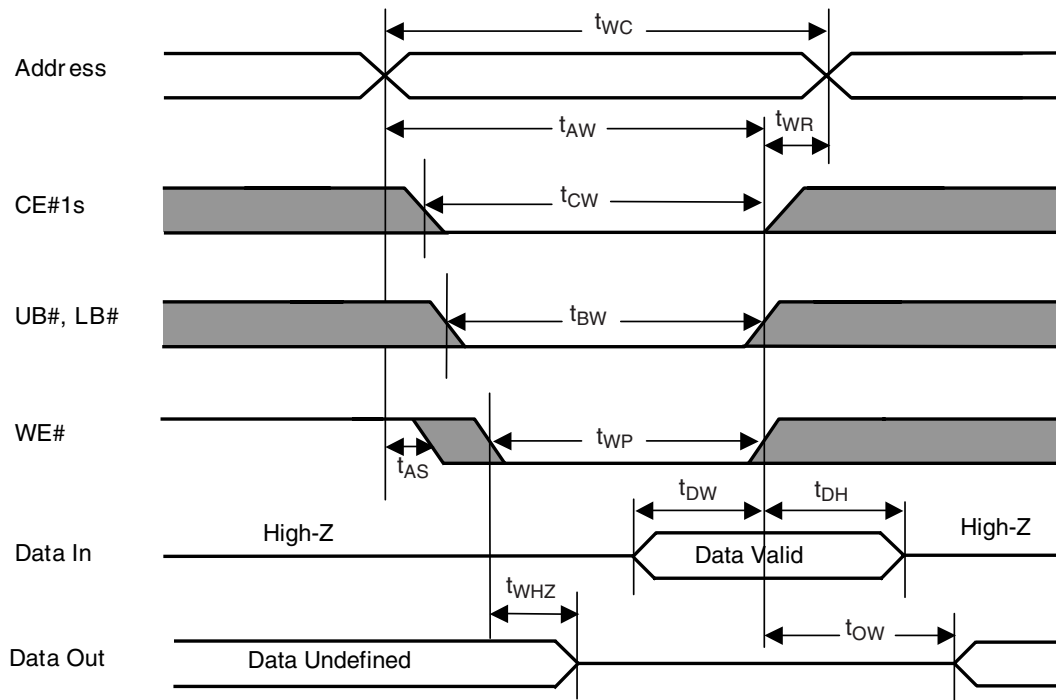 tWC
Address
tAW
tWR
CE#1s
tCW
UB#, LB#
tBW
WE#
tWP
tAS
tDW
tDH
High-Z
High-Z
Data In
Data Valid
tWHZ
tOW
Data Out
Data Undefined